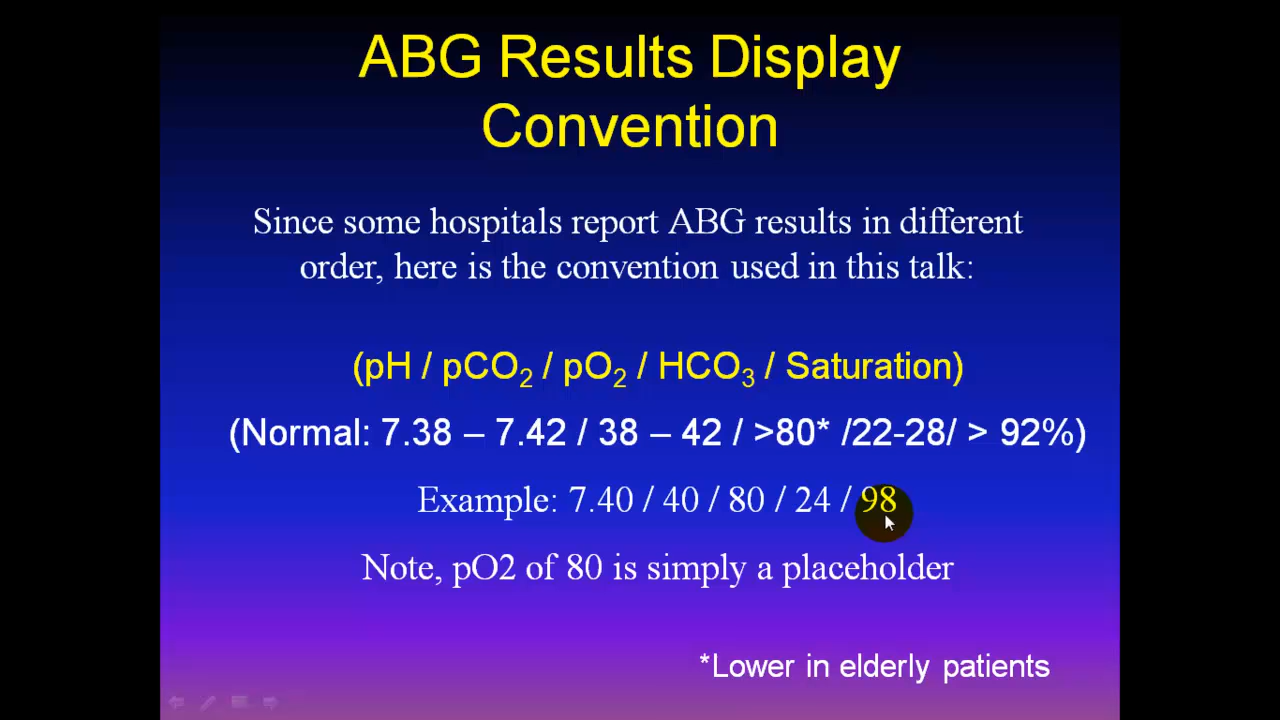 ABG Results Display
Convention
Since some hospitals report ABG results in different
order, here is the convention used in this talk:
(pH / pCO₂ / pO₂ / HCO₃ / Saturation)
(Normal: 7.38 – 7.42 / 38 – 42 / >80* /22-28/ > 92%)
Example: 7.40 / 40 / 80 / 24 / 98
Note, pO2 of 80 is simply a placeholder
*Lower in elderly patients